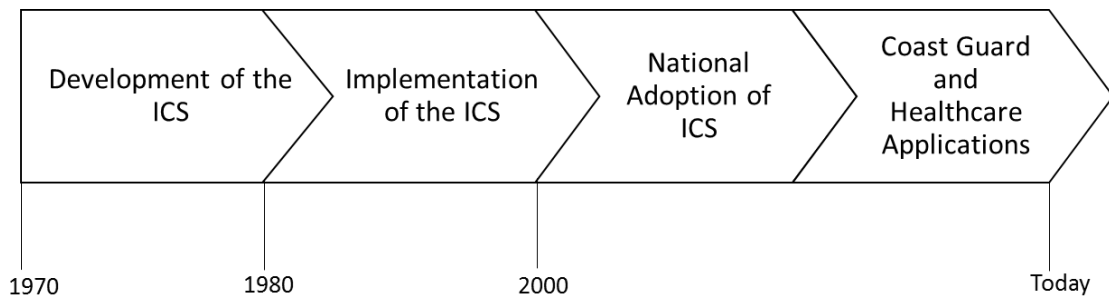 Development of the
ICS
Implementation
of the ICS
National
Adoption of
ICS
Coast Guard
and
Healthcare
Applications
1970
1980
2000
Today